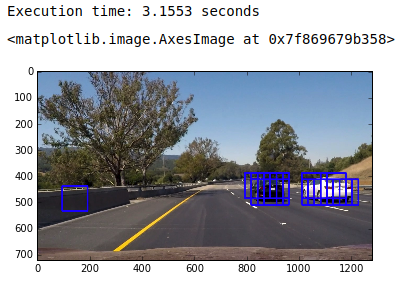 Execution time: 3.1553 seconds
<matplotlib.image.AxesImage at 0x7f869679b358>
0
100
200
300
400
500
600
700
0 200 400 600 800 1000 1200